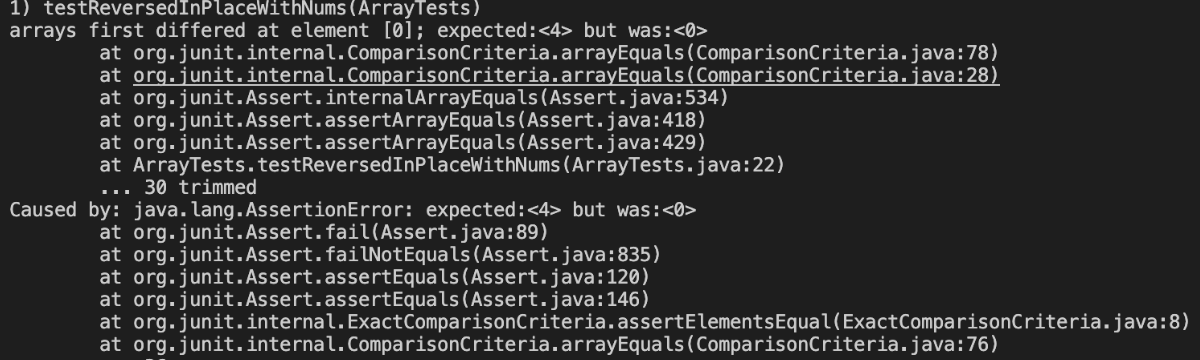 1) testReversedInPlaceWithNums(ArrayTests)
arrays first differed at element [0]; expected:<4> but was:<0>
at org.junit.internal.ComparisonCriteria.arrayEquals(ComparisonCriteria.java:78)
at org.junit.internal.ComparisonCriteria.arrayEquals(ComparisonCriteria.java:28)
at org.junit.Assert.internalArrayEquals(Assert.java:534)
at org.junit.Assert.assertArrayEquals(Assert.java:418)
at org.junit.Assert.assertArrayEquals(Assert.java:429)
at ArrayTests.testReversedInPlaceWithNums(ArrayTests.java:22)
... 30 trimmed
Caused by: java.lang.AssertionError: expected:<4> but was:<0>
at org.junit.Assert.fail(Assert.java:89)
at org.junit.Assert.failNotEquals(Assert.java:835)
at org.junit.Assert.assertEquals(Assert.java:120)
at org.junit.Assert.assertEquals(Assert.java:146)
at org.junit.internal.ExactComparisonCriteria.assertElementsEqual(ExactComparisonCriteria.java:8)
at org.junit.internal.ComparisonCriteria.arrayEquals(ComparisonCriteria.java:76)